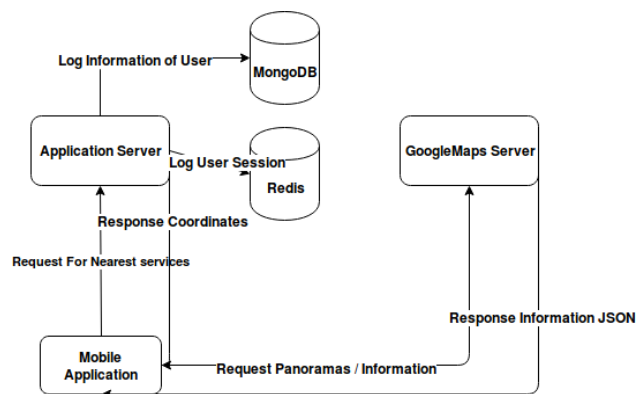 Log Information of User
MongoDB
Application Server
GoogleMaps Server
Log User Session
Redis
Response Coordinates
Request For Nearest services
Response Information JSON
Mobile
Application
Request Panoramas / Information